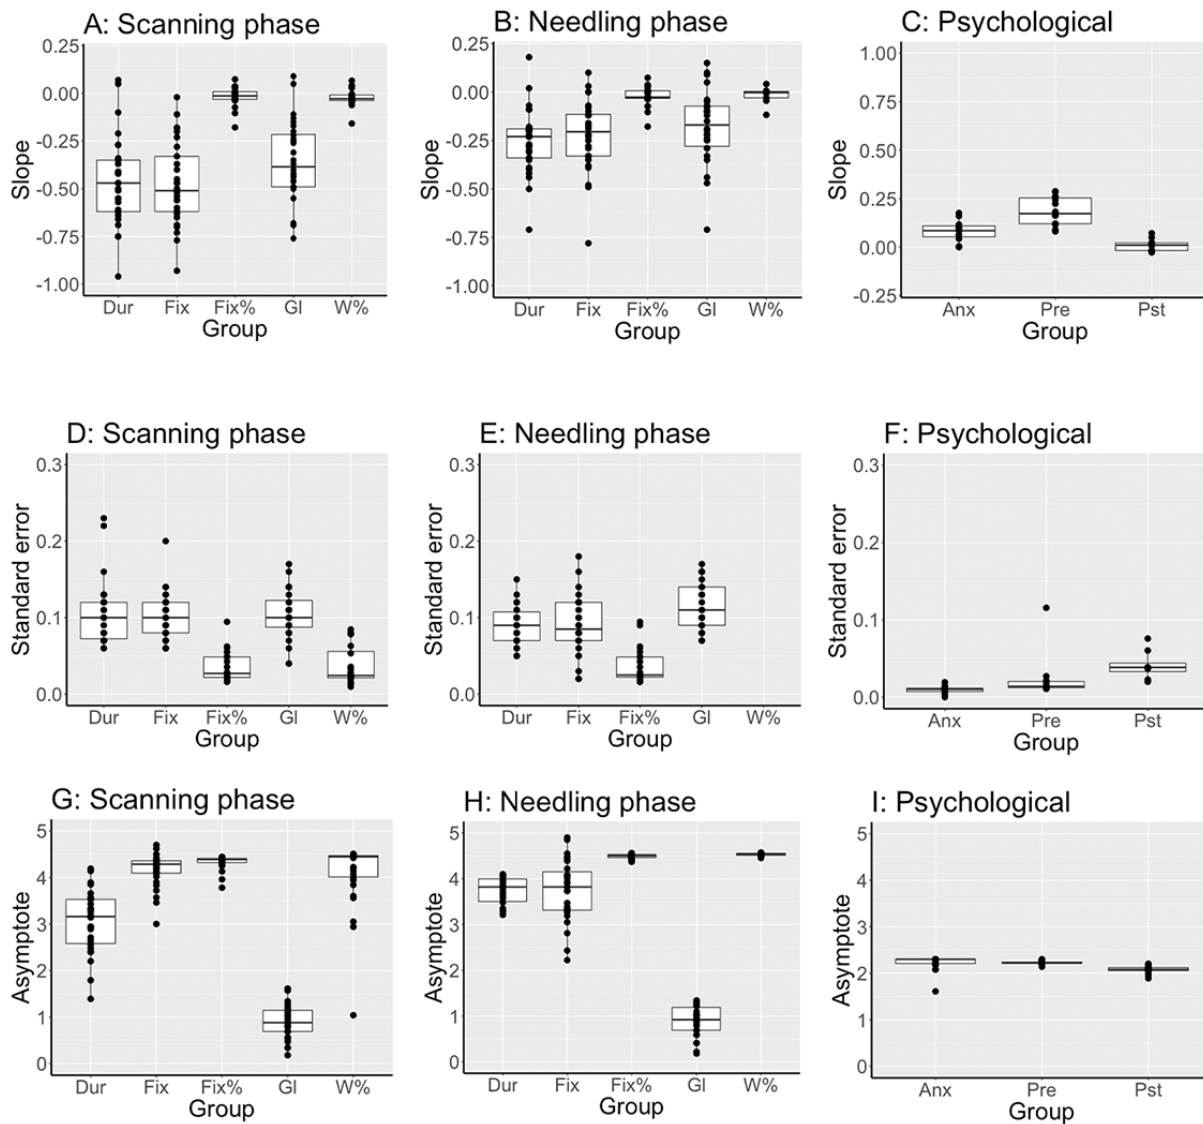 A: Scanning phase
0.25
0.00
-0.25
-0.50
-0.75
-1.00
Slope
Dur Fix Fix% Gl W%
Group
B: Needling phase
0.25
0.00
-0.25
-0.50
-0.75
-1.00
Slope
Dur Fix Fix% Gl W%
Group
C: Psychological
1.00
0.75
0.50
0.25
0.00
-0.25
Slope
Anx Pre Pst
Group
D: Scanning phase
0.3
0.2
0.1
0.0
Standard error
Dur Fix Fix% Gl W%
Group
E: Needling phase
0.3
0.2
0.1
0.0
Standard error
Dur Fix Fix% Gl W%
Group
F: Psychological
0.3
0.2
0.1
0.0
Standard error
Anx Pre Pst
Group
G: Scanning phase
5
4
3
2
1
0
Asymptote
Dur Fix Fix% Gl W%
Group
H: Needling phase
5
4
3
2
1
0
Asymptote
Dur Fix Fix% Gl W%
Group
I: Psychological
5
4
3
2
1
0
Asymptote
Anx Pre Pst
Group